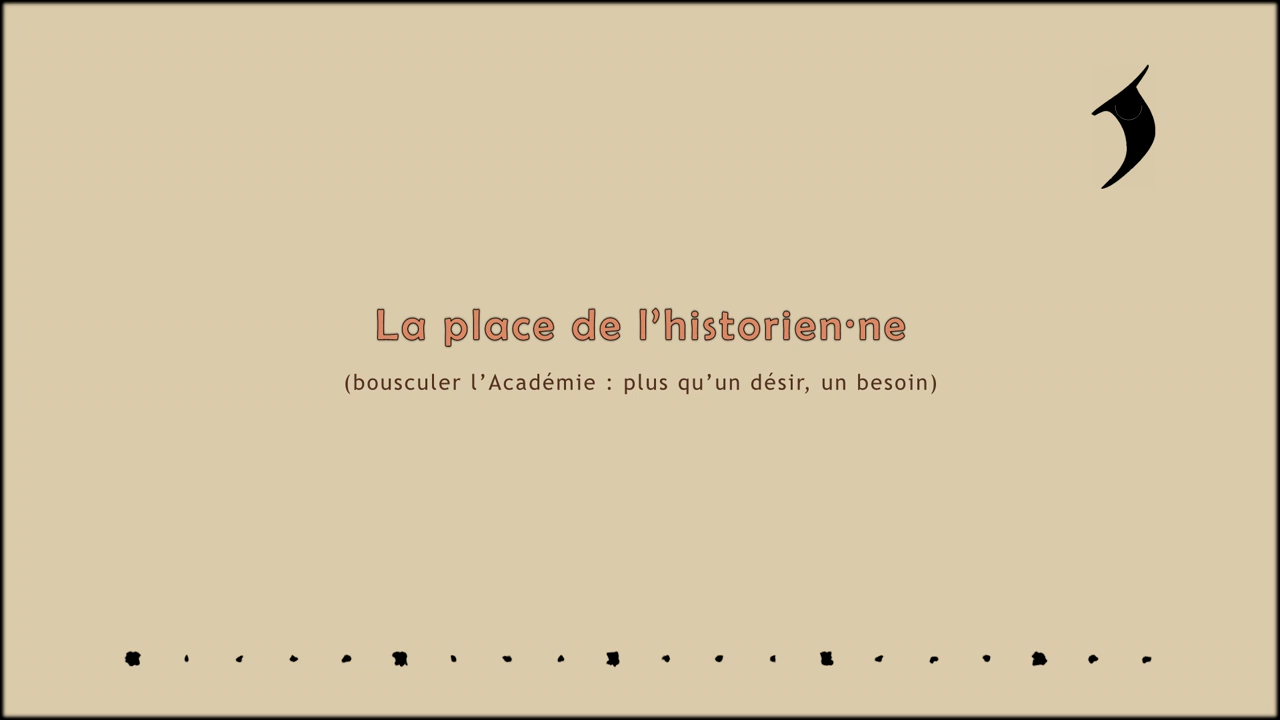 La place de l’historien·ne
(bousculer l’Académie : plus qu’un désir, un besoin)